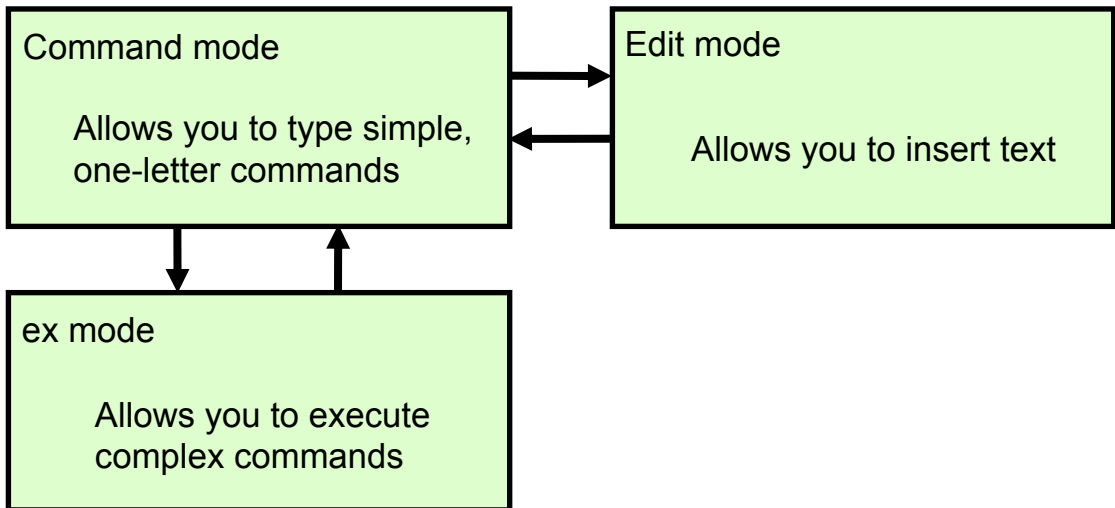 Command mode
Allows you to type simple,
one-letter commands
Edit mode
Allows you to insert text
ex mode
Allows you to execute
complex commands